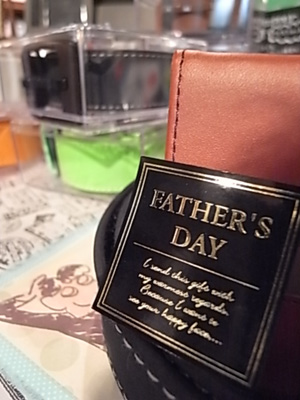 FATHER'S
DAY
I send this gift with
my warmest regards.
Because I want to
see your happy face...